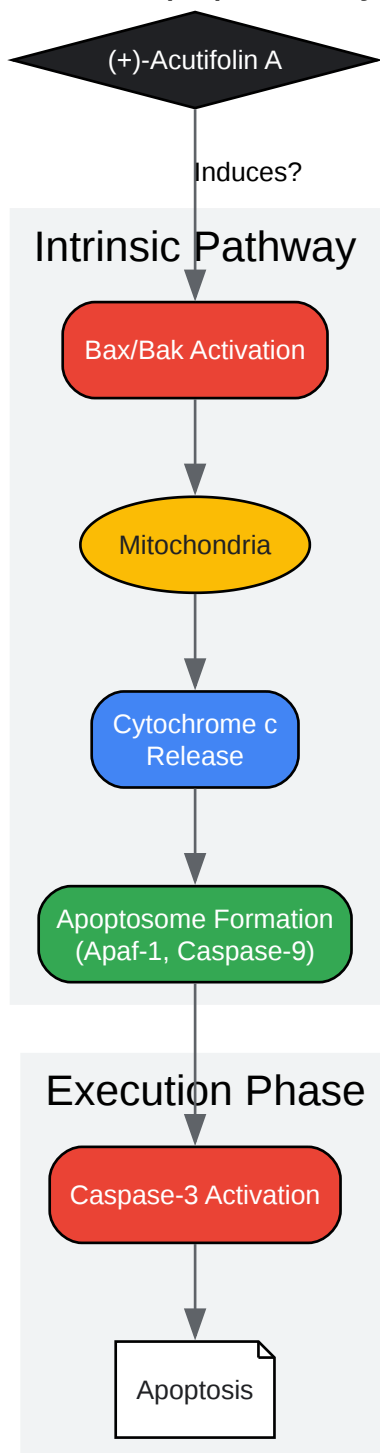 (+)-Acutifolin A
Induces?
Intrinsic Pathway
Bax/Bak Activation
Mitochondria
Cytochrome c
Release
Apoptosome Formation
(Apaf-1, Caspase-9)
Execution Phase
Caspase-3 Activation
Apoptosis